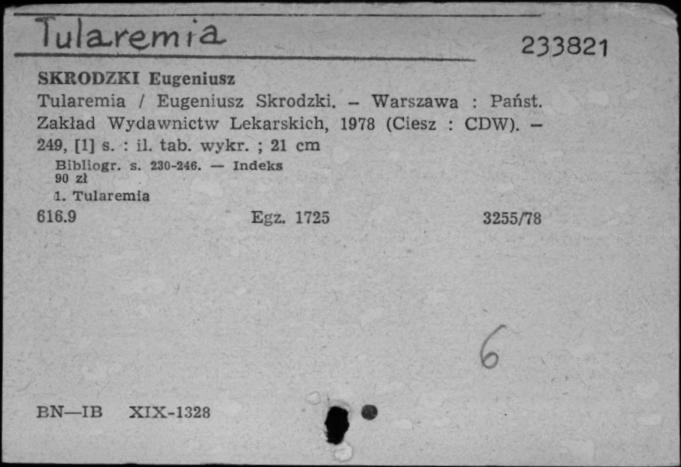 Tularemia
233821
SKRODZKI Eugeniusz
Tularemia / Eugeniusz Skrodzki. — Warszawa : Państ.
Zakład Wydawnictw Lekarskich, 1978 (Ciesz : CDW). —
249, [1] s. : il. tab. wykr. ; 21 cm
Bibliogr. s. 230-246. — Indeks
90 zł
1. Tularemia
616.9 Egz. 1725 3255/78
6
BN—IB XIX-1328